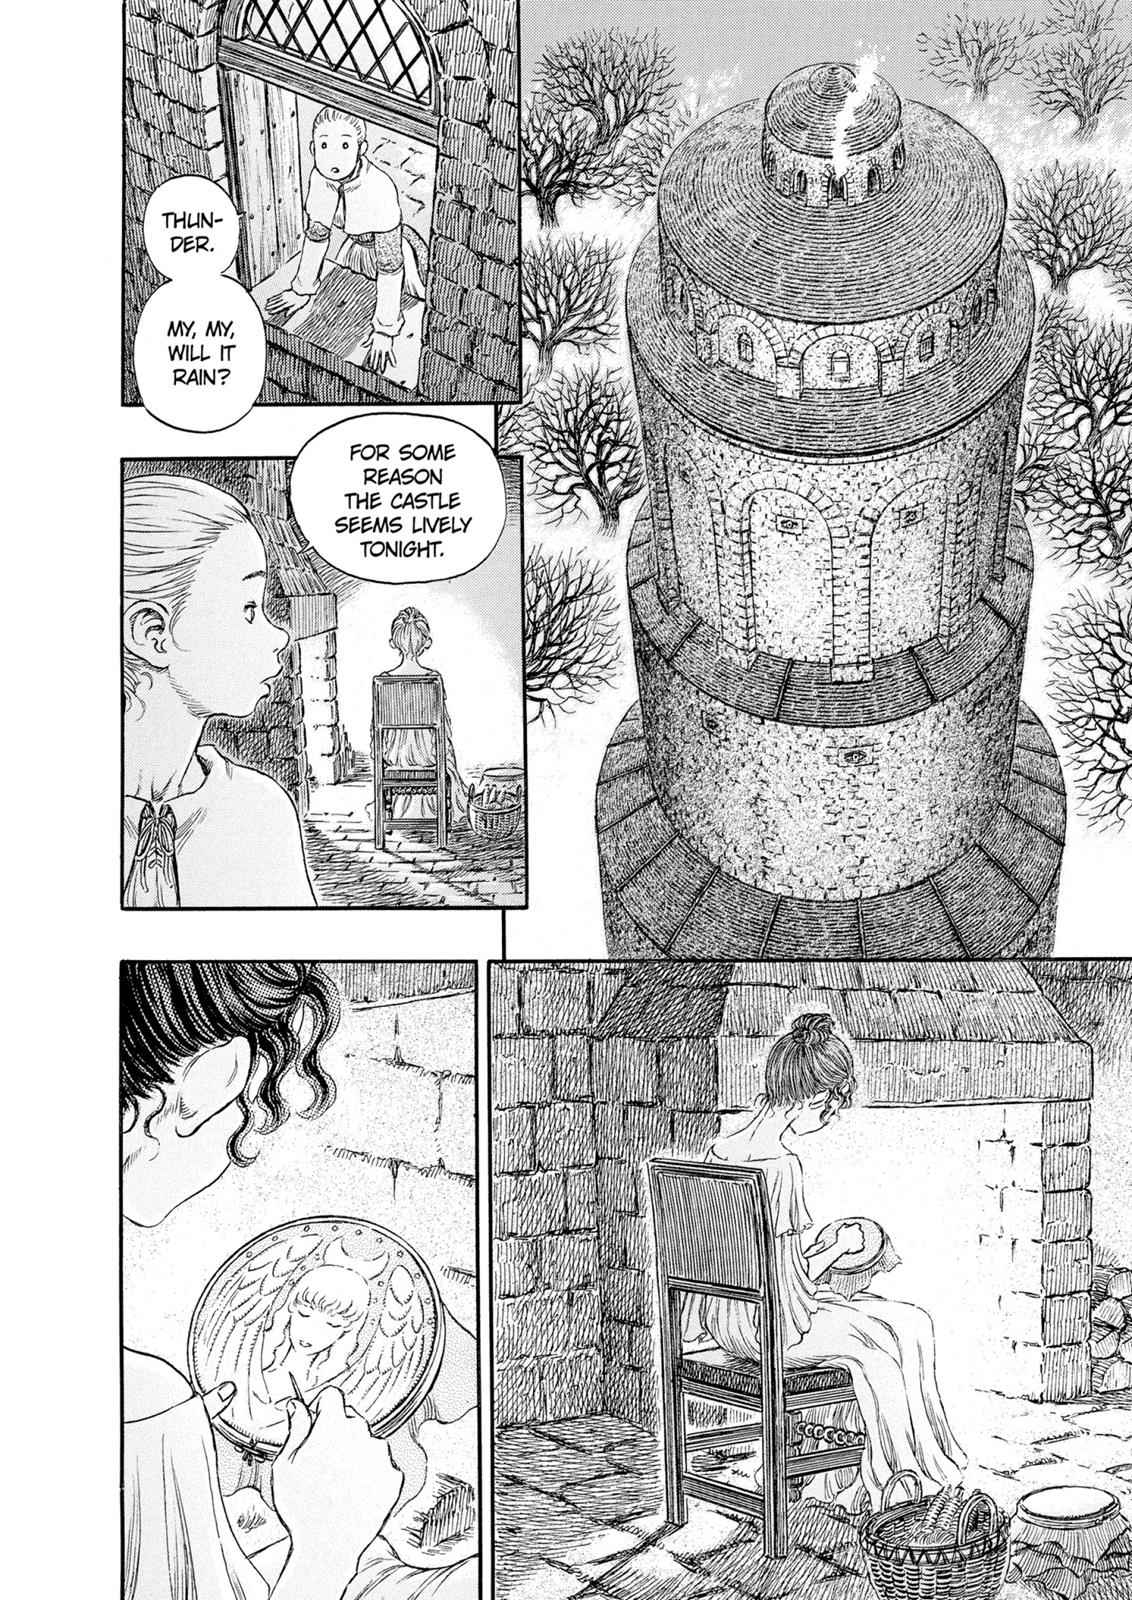 THUN-
DER.
MY, MY,
WILL IT
RAIN?
FOR SOME
REASON
THE CASTLE
SEEMS LIVELY
TONIGHT.